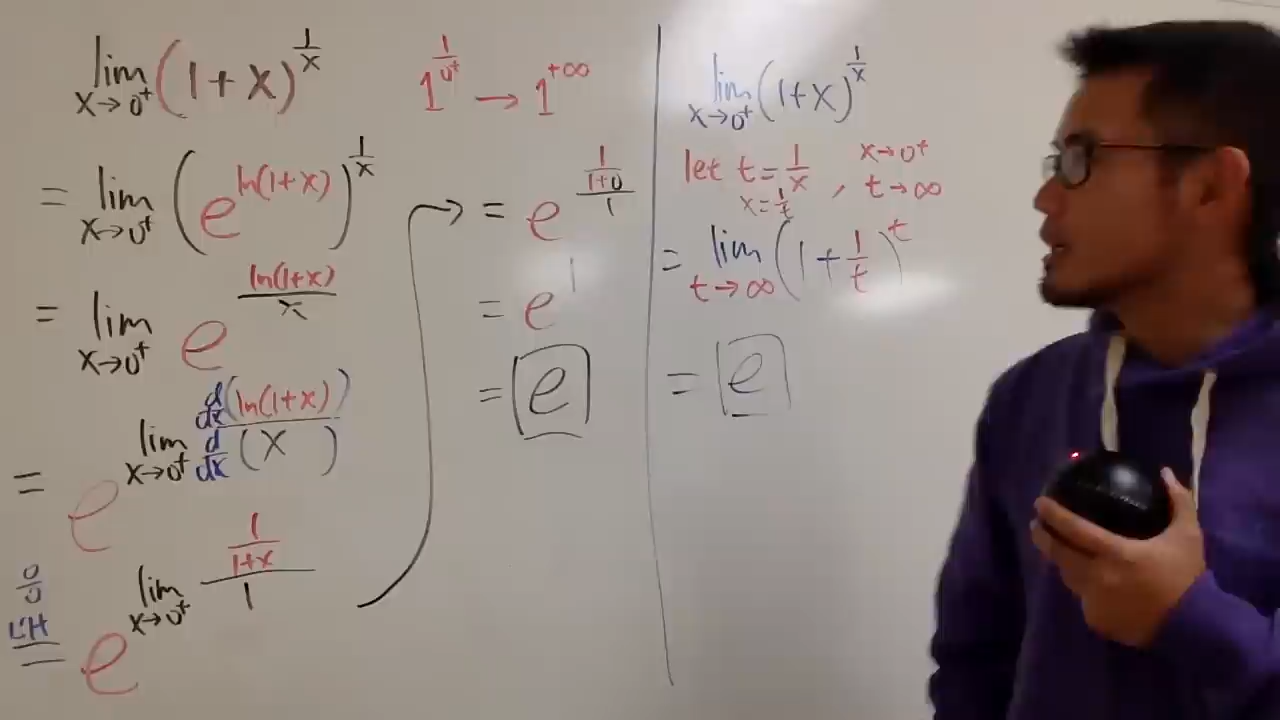 lim x→0⁺ (1+x)^(1/x)
1^(1/0⁺) → 1^(+∞)
= lim x→0⁺ (e^(ln(1+x)))^(1/x)
= lim x→0⁺ e^(ln(1+x)/x)
= e^(lim x→0⁺ (d/dx (ln(1+x)))/(d/dx (x)))
0/0
L'H
= e^(lim x→0⁺ (1/(1+x))/1)
= e^((1/(1+0))/1)
= e^1
= e
lim x→0⁺ (1+x)^(1/x)
let t = 1/x , x→0⁺
x = 1/t t→∞
= lim t→∞ (1 + 1/t)^t
= e